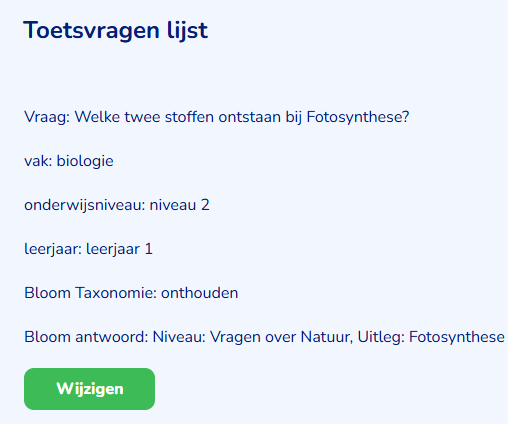 Toetsvragen lijst
Vraag: Welke twee stoffen ontstaan bij Fotosynthese?
vak: biologie
onderwijsniveau: niveau 2
leerjaar: leerjaar 1
Bloom Taxonomie: onthouden
Bloom antwoord: Niveau: Vragen over Natuur, Uitleg: Fotosynthese
Wijzigen